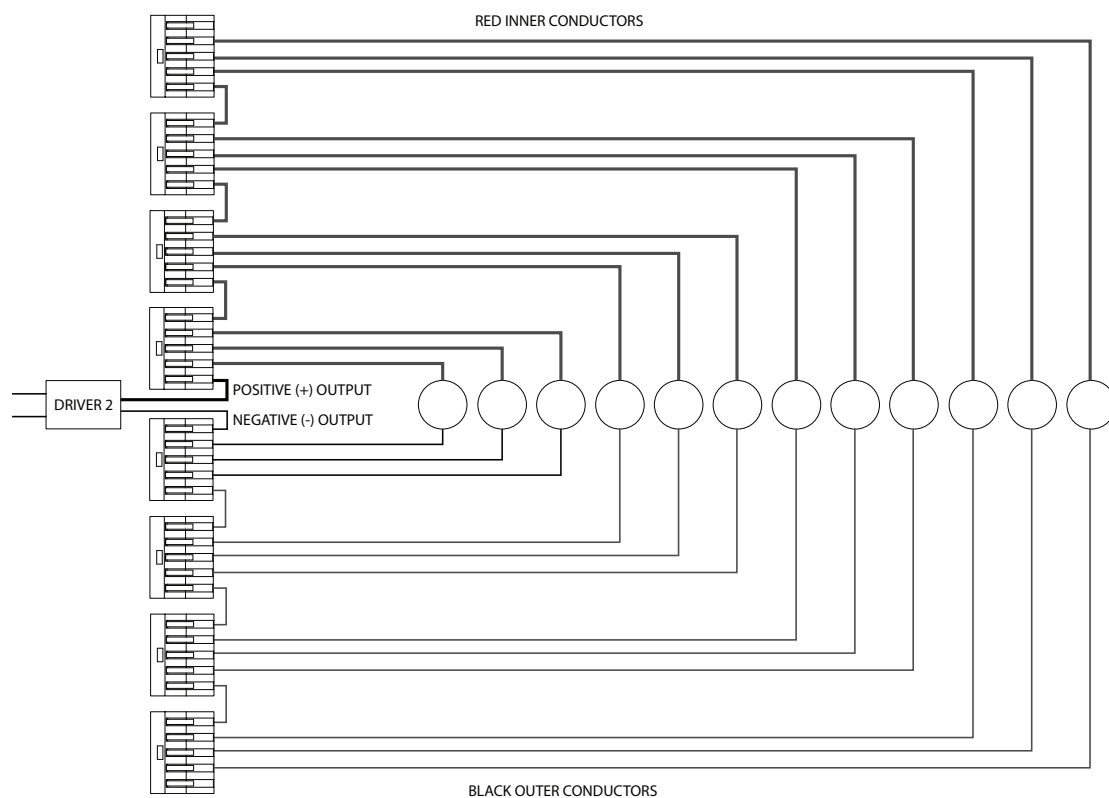 RED INNER CONDUCTORS
POSITIVE (+) OUTPUT
DRIVER 2
NEGATIVE (-) OUTPUT
BLACK OUTER CONDUCTORS